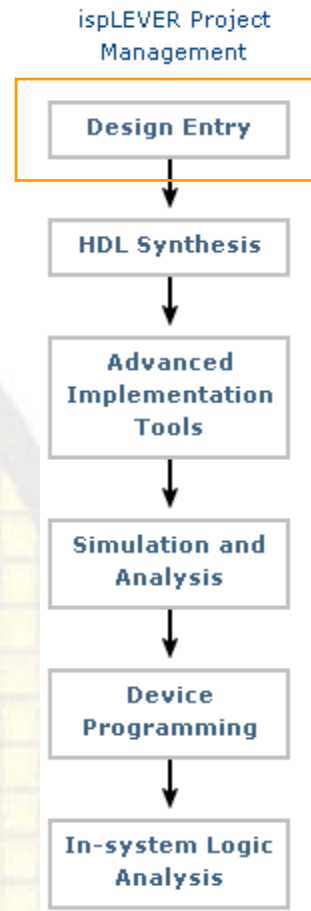 ispLEVER Project
Management
Design Entry
HDL Synthesis
Advanced
Implementation
Tools
Simulation and
Analysis
Device
Programming
In-system Logic
Analysis